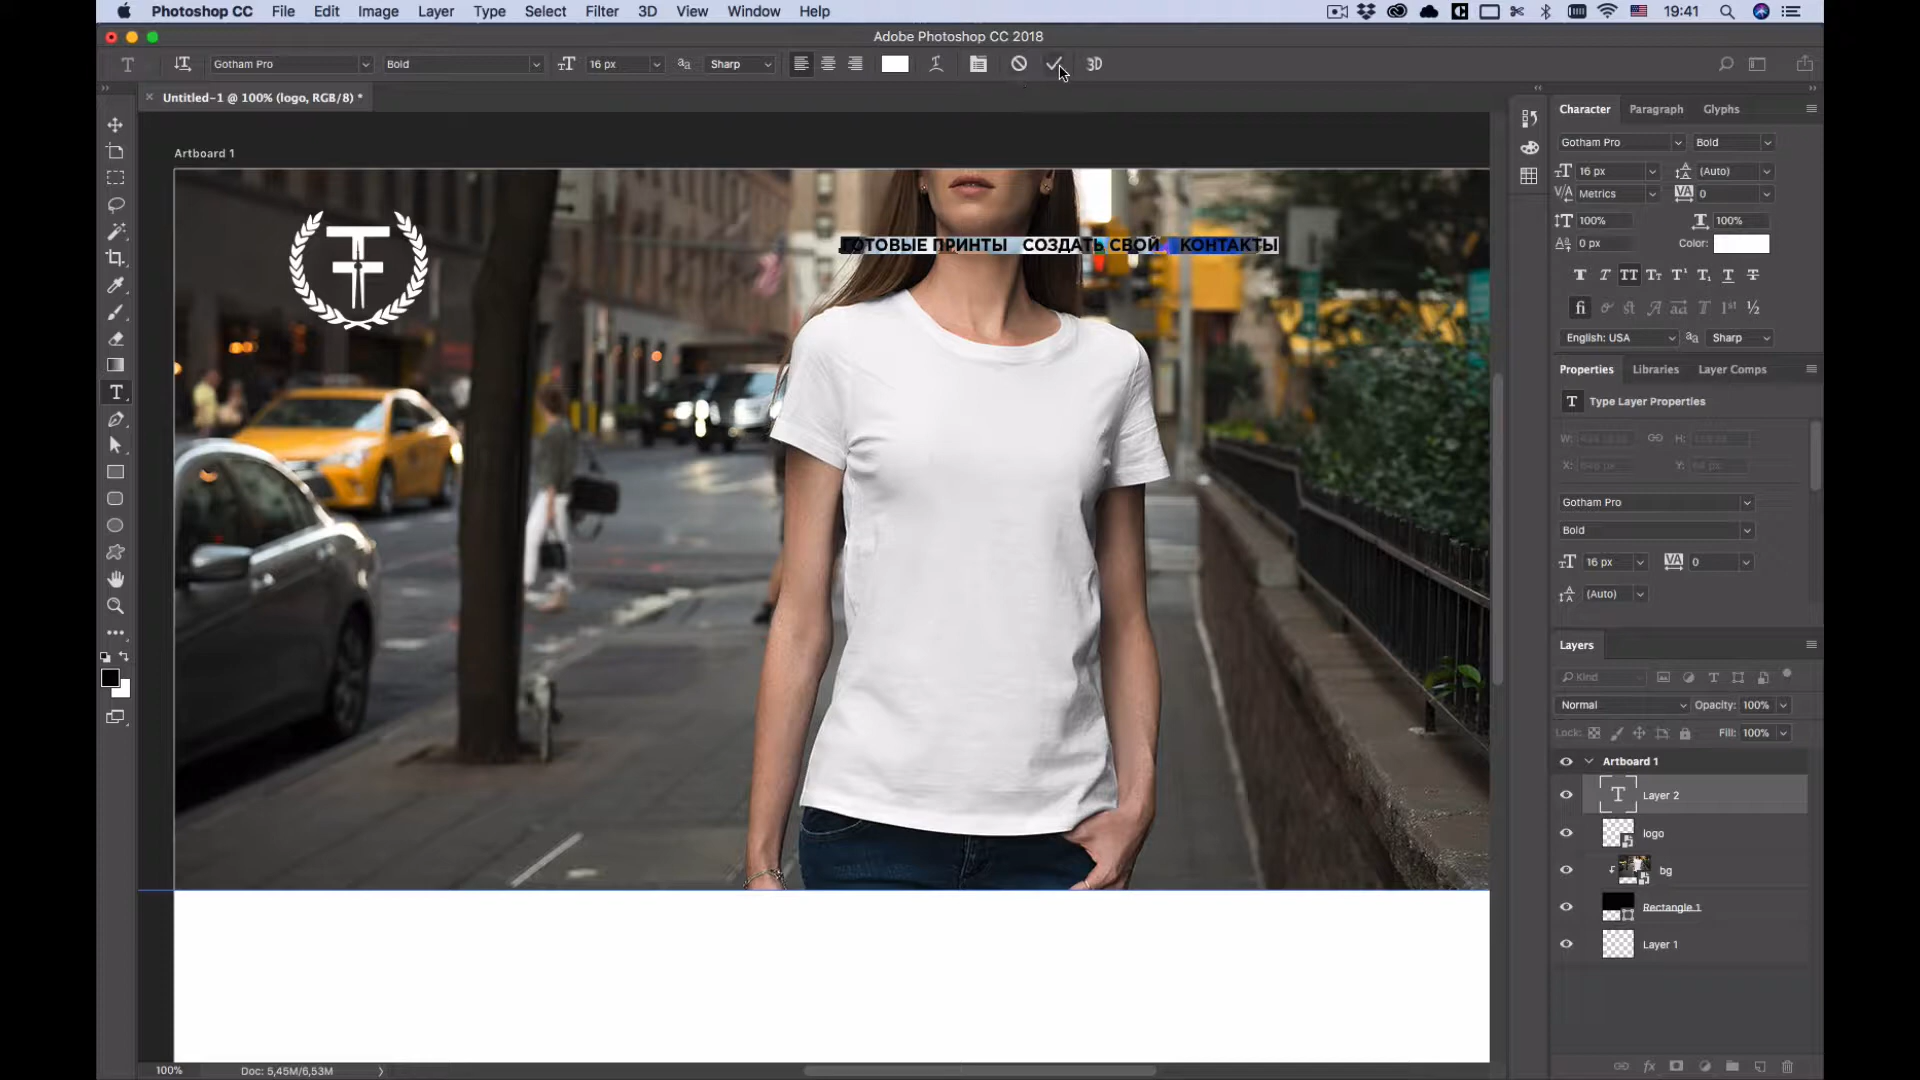 Photoshop CC File Edit Image Layer Type Select Filter 3D View Window Help 19:41
Adobe Photoshop CC 2018
Gotham Pro Bold 16 px Sharp 3D
Untitled-1 @ 100% (logo, RGB/8) *
Artboard 1
ГОТОВЫЕ ПРИНТЫ СОЗДАТЬ СВОЙ КОНТАКТЫ
Character Paragraph Glyphs
Gotham Pro Bold
16 px (Auto)
Metrics 0
100% 100%
0 px Color:
English: USA Sharp
Properties Libraries Layer Comps
Type Layer Properties
W: H:
X: Y:
Gotham Pro
Bold
16 px 0
(Auto)
Layers
Kind
Normal Opacity: 100%
Lock: Fill: 100%
Artboard 1
Layer 2
logo
bg
Rectangle 1
Layer 1
100% Doc: 5,45M/6,53M